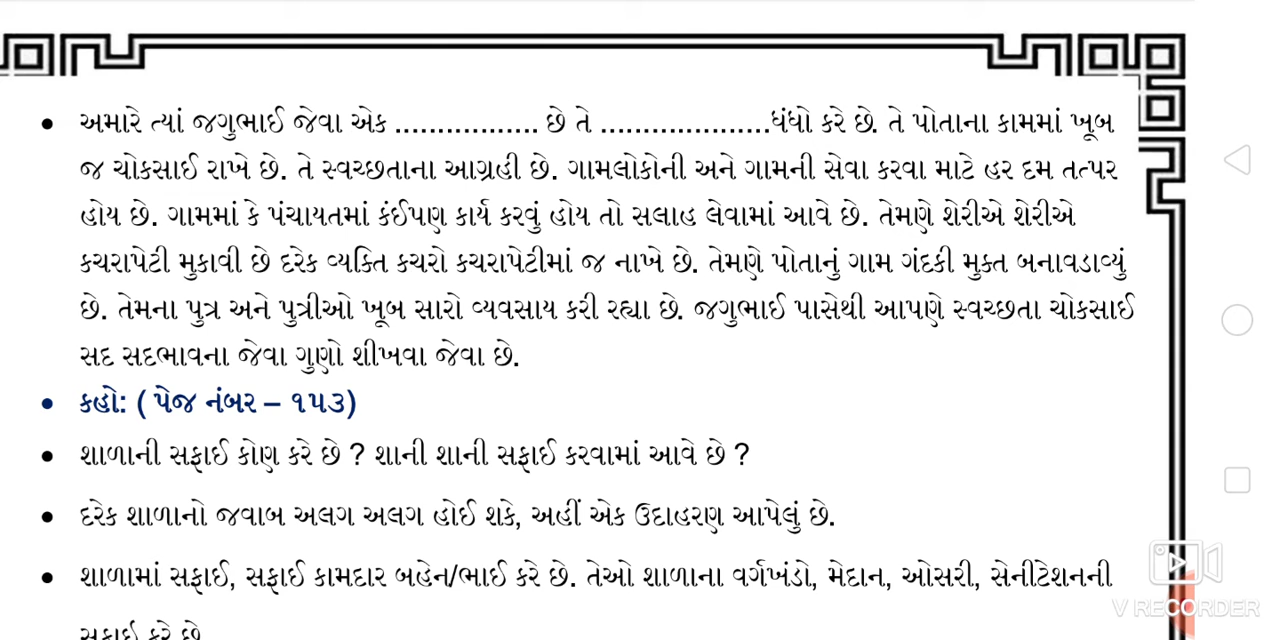 • અમારે ત્યાં જગુભાઈ જેવા એક ................. છે તે ....................ધંધો કરે છે. તે પોતાના કામમાં ખૂબ
જ ચોકસાઈ રાખે છે. તે સ્વચ્છતાના આગ્રહી છે. ગામલોકોની અને ગામની સેવા કરવા માટે હર દમ તત્પર
હોય છે. ગામમાં કે પંચાયતમાં કંઈપણ કાર્ય કરવું હોય તો સલાહ લેવામાં આવે છે. તેમણે શેરીએ શેરીએ
કચરાપેટી મુકાવી છે દરેક વ્યક્તિ કચરો કચરાપેટીમાં જ નાખે છે. તેમણે પોતાનું ગામ ગંદકી મુક્ત બનાવડાવ્યું
છે. તેમના પુત્ર અને પુત્રીઓ ખૂબ સારો વ્યવસાય કરી રહ્યા છે. જગુભાઈ પાસેથી આપણે સ્વચ્છતા ચોકસાઈ
સદ સદભાવના જેવા ગુણો શીખવા જેવા છે.
• કહો: ( પેજ નંબર – ૧૫૩)
• શાળાની સફાઈ કોણ કરે છે ? શાની શાની સફાઈ કરવામાં આવે છે ?
• દરેક શાળાનો જવાબ અલગ અલગ હોઈ શકે, અહીં એક ઉદાહરણ આપેલું છે.
• શાળામાં સફાઈ, સફાઈ કામદાર બહેન/ભાઈ કરે છે. તેઓ શાળાના વર્ગખંડો, મેદાન, ઓસરી, સેનીટેશનની
સફાઈ કરે છે.
V RECORDER